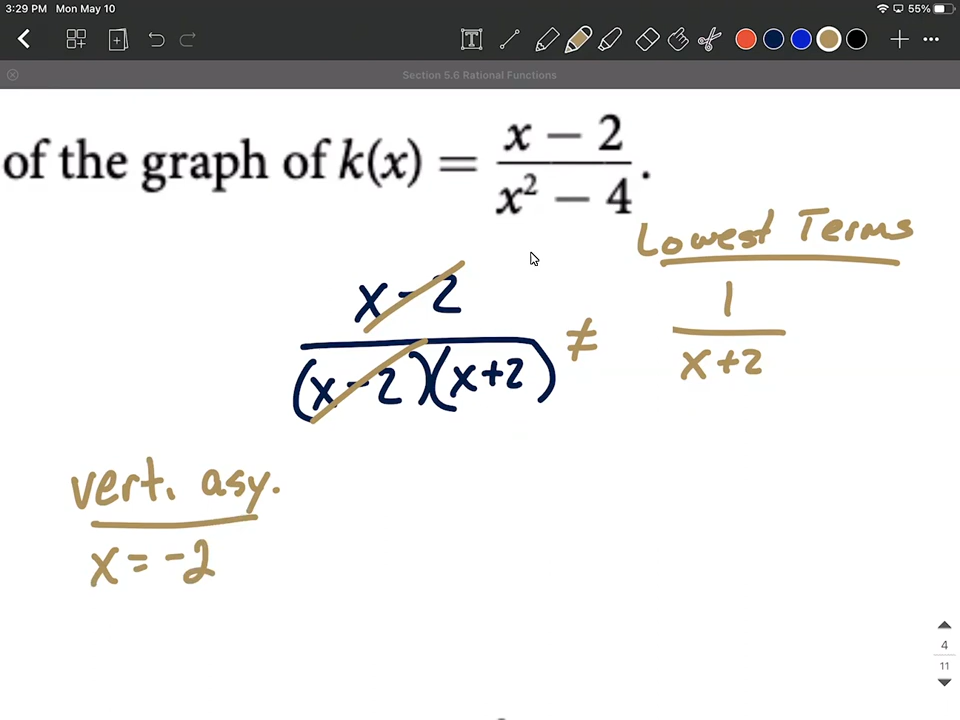 3:29 PM Mon May 10
55%
Section 5.6 Rational Functions
of the graph of k(x) = (x − 2)/(x² − 4).
Lowest Terms
(x-2)/((x-2)(x+2)) ≠ 1/(x+2)
vert. asy.
x = -2
4
11